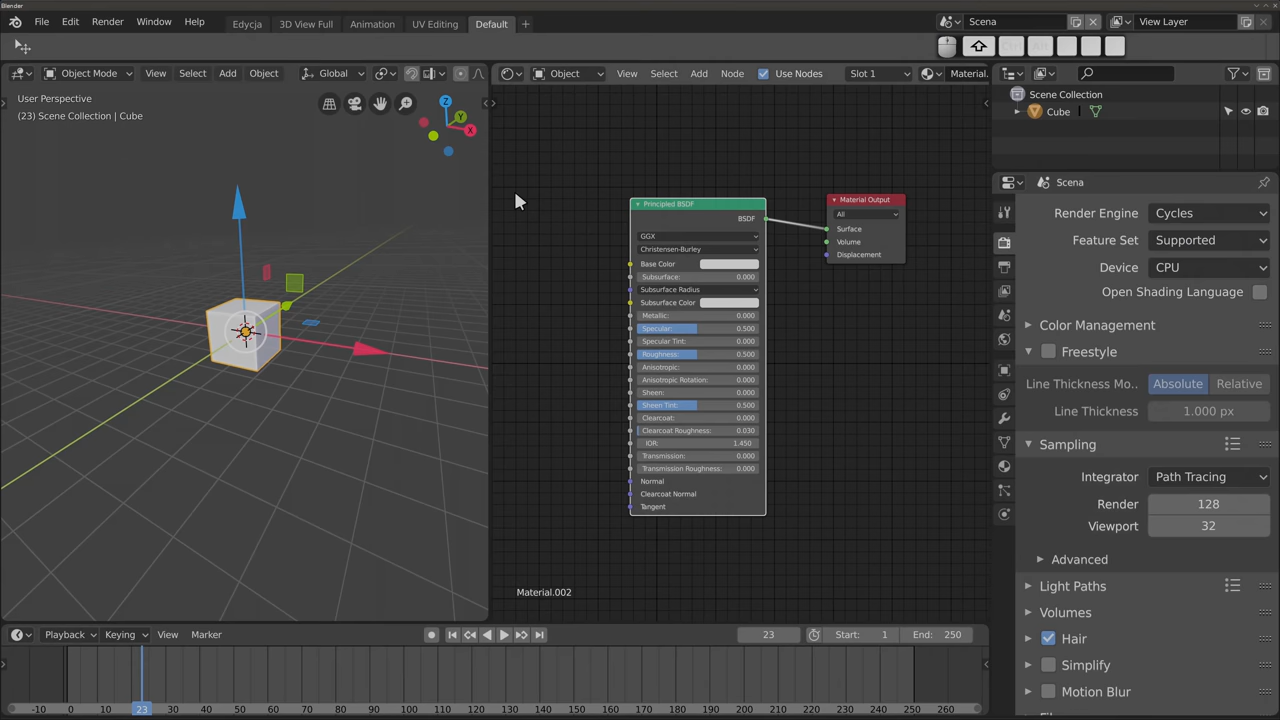 Blender
File Edit Render Window Help
Edycja 3D View Full Animation UV Editing Default +
Scena
View Layer
Ctrl Alt
Object Mode View Select Add Object Global
Object View Select Add Node Use Nodes Slot 1 Material.
User Perspective
(23) Scene Collection | Cube
Z
Y
X
Scene Collection
Cube
Principled BSDF
BSDF
GGX
Christensen-Burley
Base Color
Subsurface: 0.000
Subsurface Radius
Subsurface Color
Metallic: 0.000
Specular: 0.500
Specular Tint: 0.000
Roughness: 0.500
Anisotropic: 0.000
Anisotropic Rotation: 0.000
Sheen: 0.000
Sheen Tint: 0.500
Clearcoat: 0.000
Clearcoat Roughness: 0.030
IOR: 1.450
Transmission: 0.000
Transmission Roughness: 0.000
Normal
Clearcoat Normal
Tangent
Material Output
All
Surface
Volume
Displacement
Material.002
Scena
Render Engine Cycles
Feature Set Supported
Device CPU
Open Shading Language
Color Management
Freestyle
Line Thickness Mo.. Absolute Relative
Line Thickness 1.000 px
Sampling
Integrator Path Tracing
Render 128
Viewport 32
Advanced
Light Paths
Volumes
Hair
Simplify
Motion Blur
Playback Keying View Marker
23 Start: 1 End: 250
-10 0 10 23 30 40 50 60 70 80 90 100 110 120 130 140 150 160 170 180 190 200 210 220 230 240 250 260